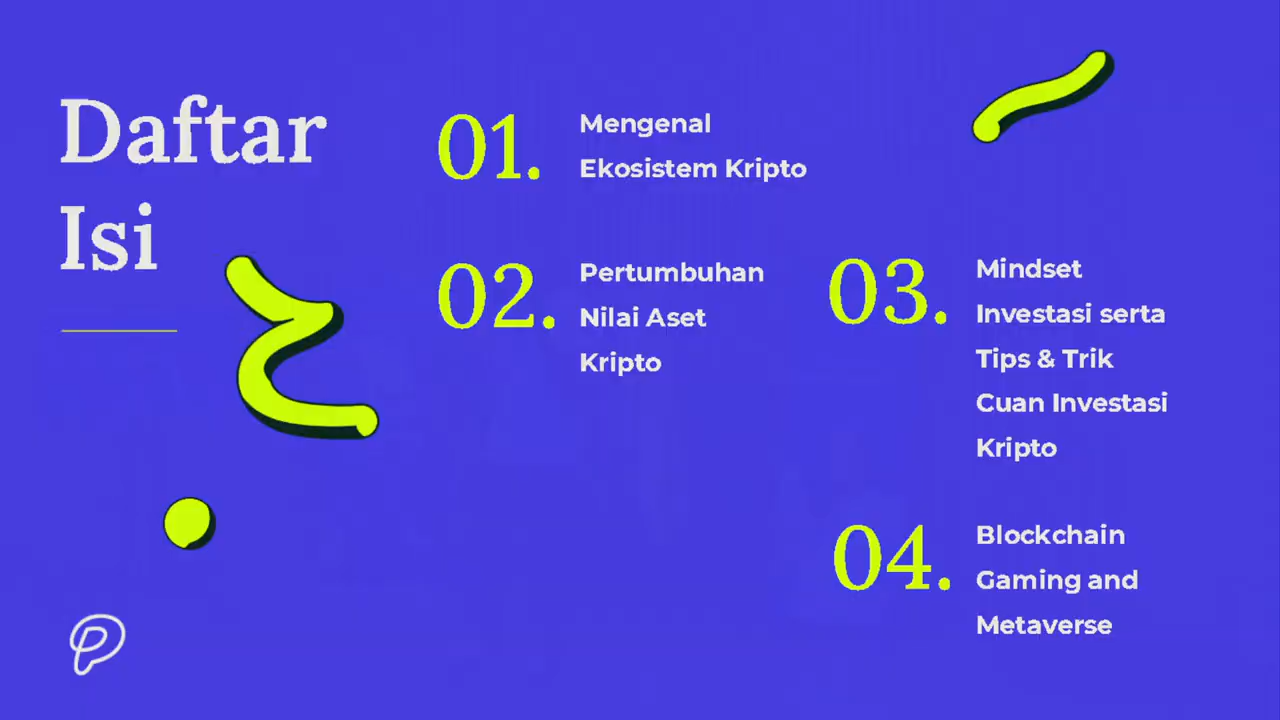 Daftar
Isi
01.
Mengenal
Ekosistem Kripto
02.
Pertumbuhan
Nilai Aset
Kripto
03.
Mindset
Investasi serta
Tips & Trik
Cuan Investasi
Kripto
04.
Blockchain
Gaming and
Metaverse